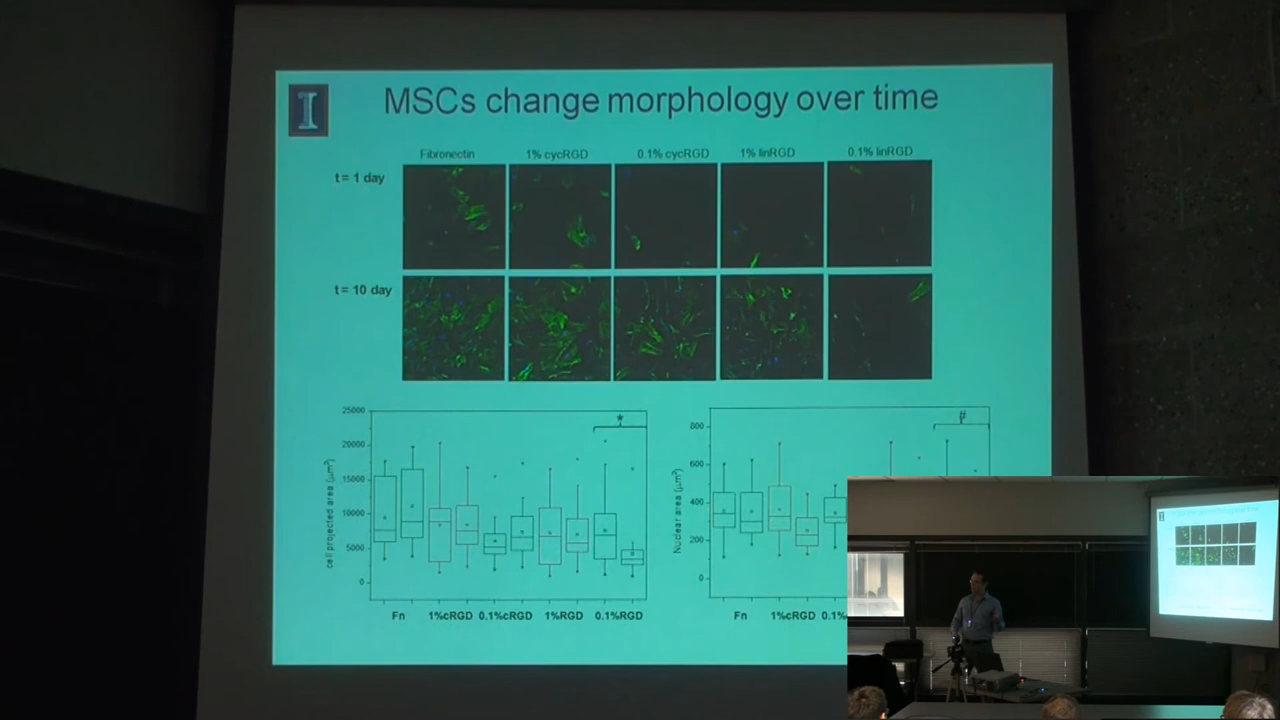 I
MSCs change morphology over time
Fibronectin 1% cycRGD 0.1% cycRGD 1% linRGD 0.1% linRGD
t= 1 day
t= 10 day
25000
20000
15000
10000
5000
0
cell projected area (μm²)
*
Fn 1%cRGD 0.1%cRGD 1%RGD 0.1%RGD
800
600
400
200
0
Nuclear area (μm²)
#
Fn 1%cRGD 0.1%